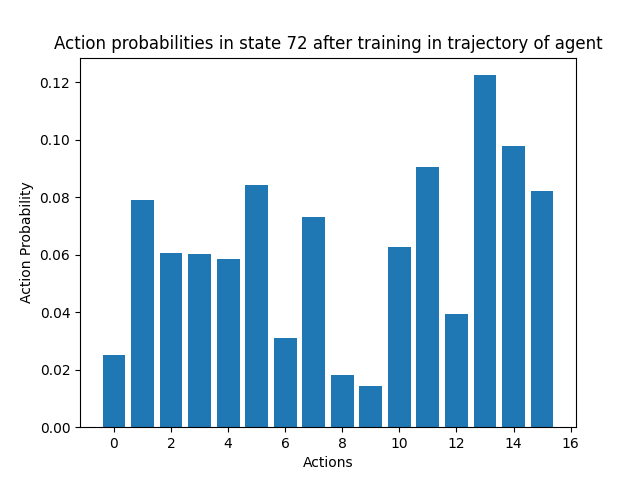 Action probabilities in state 72 after training in trajectory of agent
0.12
0.10
0.08
0.06
0.04
0.02
0.00
Action Probability
0 2 4 6 8 10 12 14 16
Actions